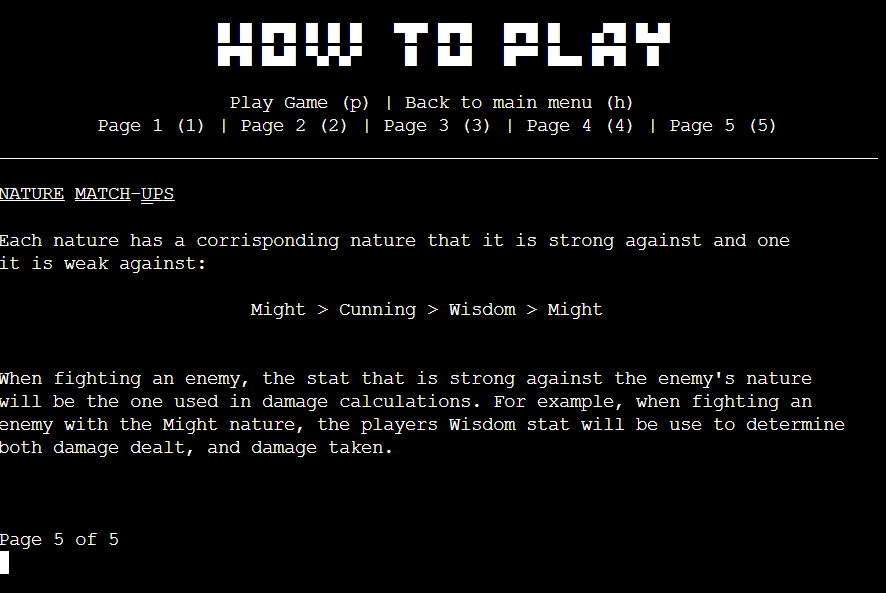 HOW TO PLAY
Play Game (p) | Back to main menu (h)
Page 1 (1) | Page 2 (2) | Page 3 (3) | Page 4 (4) | Page 5 (5)
NATURE MATCH-UPS
Each nature has a corrisponding nature that it is strong against and one
it is weak against:
Might > Cunning > Wisdom > Might
When fighting an enemy, the stat that is strong against the enemy's nature
will be the one used in damage calculations. For example, when fighting an
enemy with the Might nature, the players Wisdom stat will be use to determine
both damage dealt, and damage taken.
Page 5 of 5